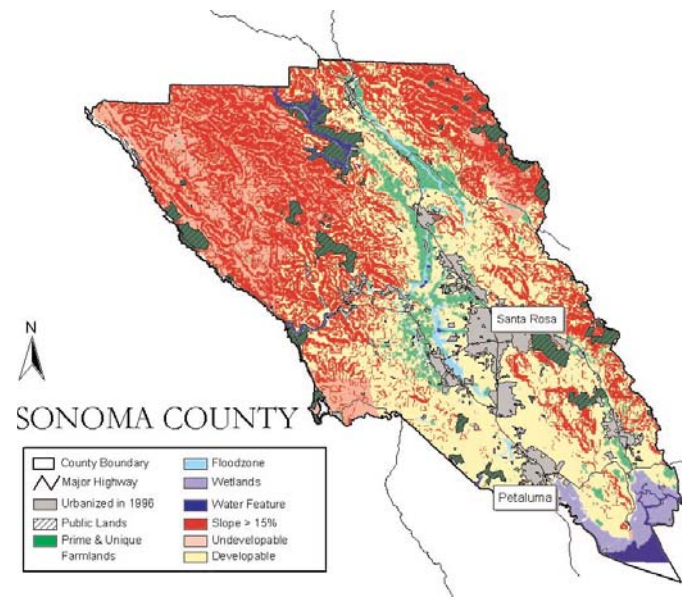 Santa Rosa
N
SONOMA COUNTY
Petaluma
County Boundary
Major Highway
Urbanized in 1996
Public Lands
Prime & Unique
Farmlands
Floodzone
Wetlands
Water Feature
Slope > 15%
Undevelopable
Developable